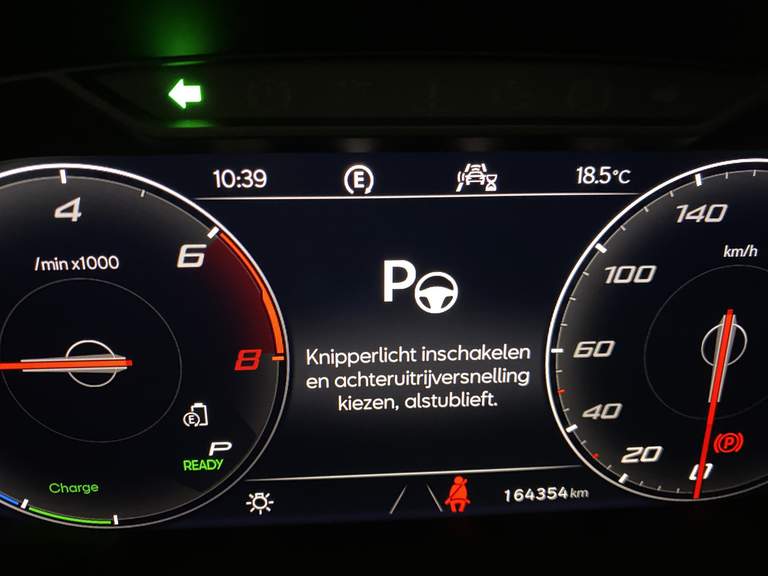 10:39
E
18.5°C
4
6
8
/min x1000
E
P
READY
Charge
P
Knipperlicht inschakelen
en achteruitrijversnelling
kiezen, alstublieft.
164354 km
140
km/h
100
60
40
20
0
P